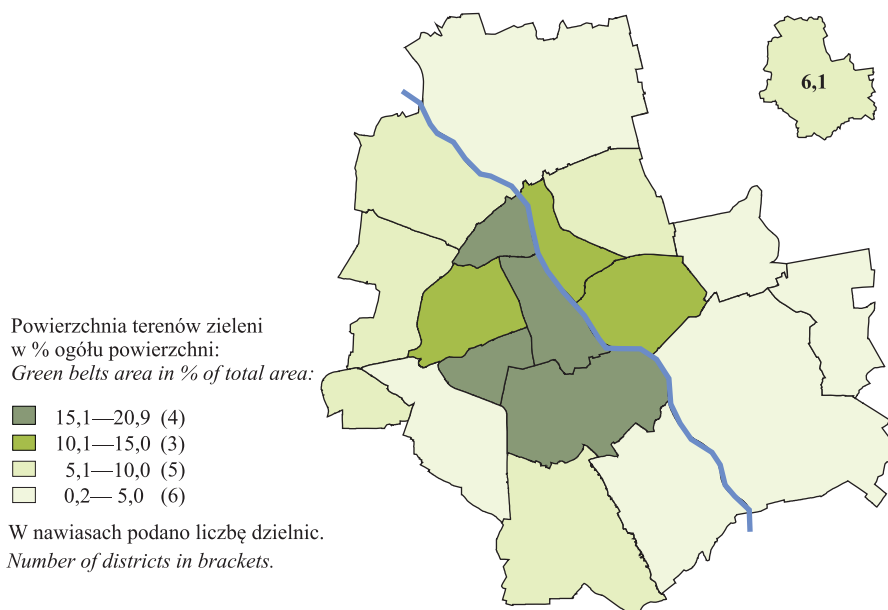 6,1
Powierzchnia terenów zieleni
w % ogółu powierzchni:
Green belts area in % of total area:
15,1—20,9 (4)
10,1—15,0 (3)
5,1—10,0 (5)
0,2— 5,0 (6)
W nawiasach podano liczbę dzielnic.
Number of districts in brackets.